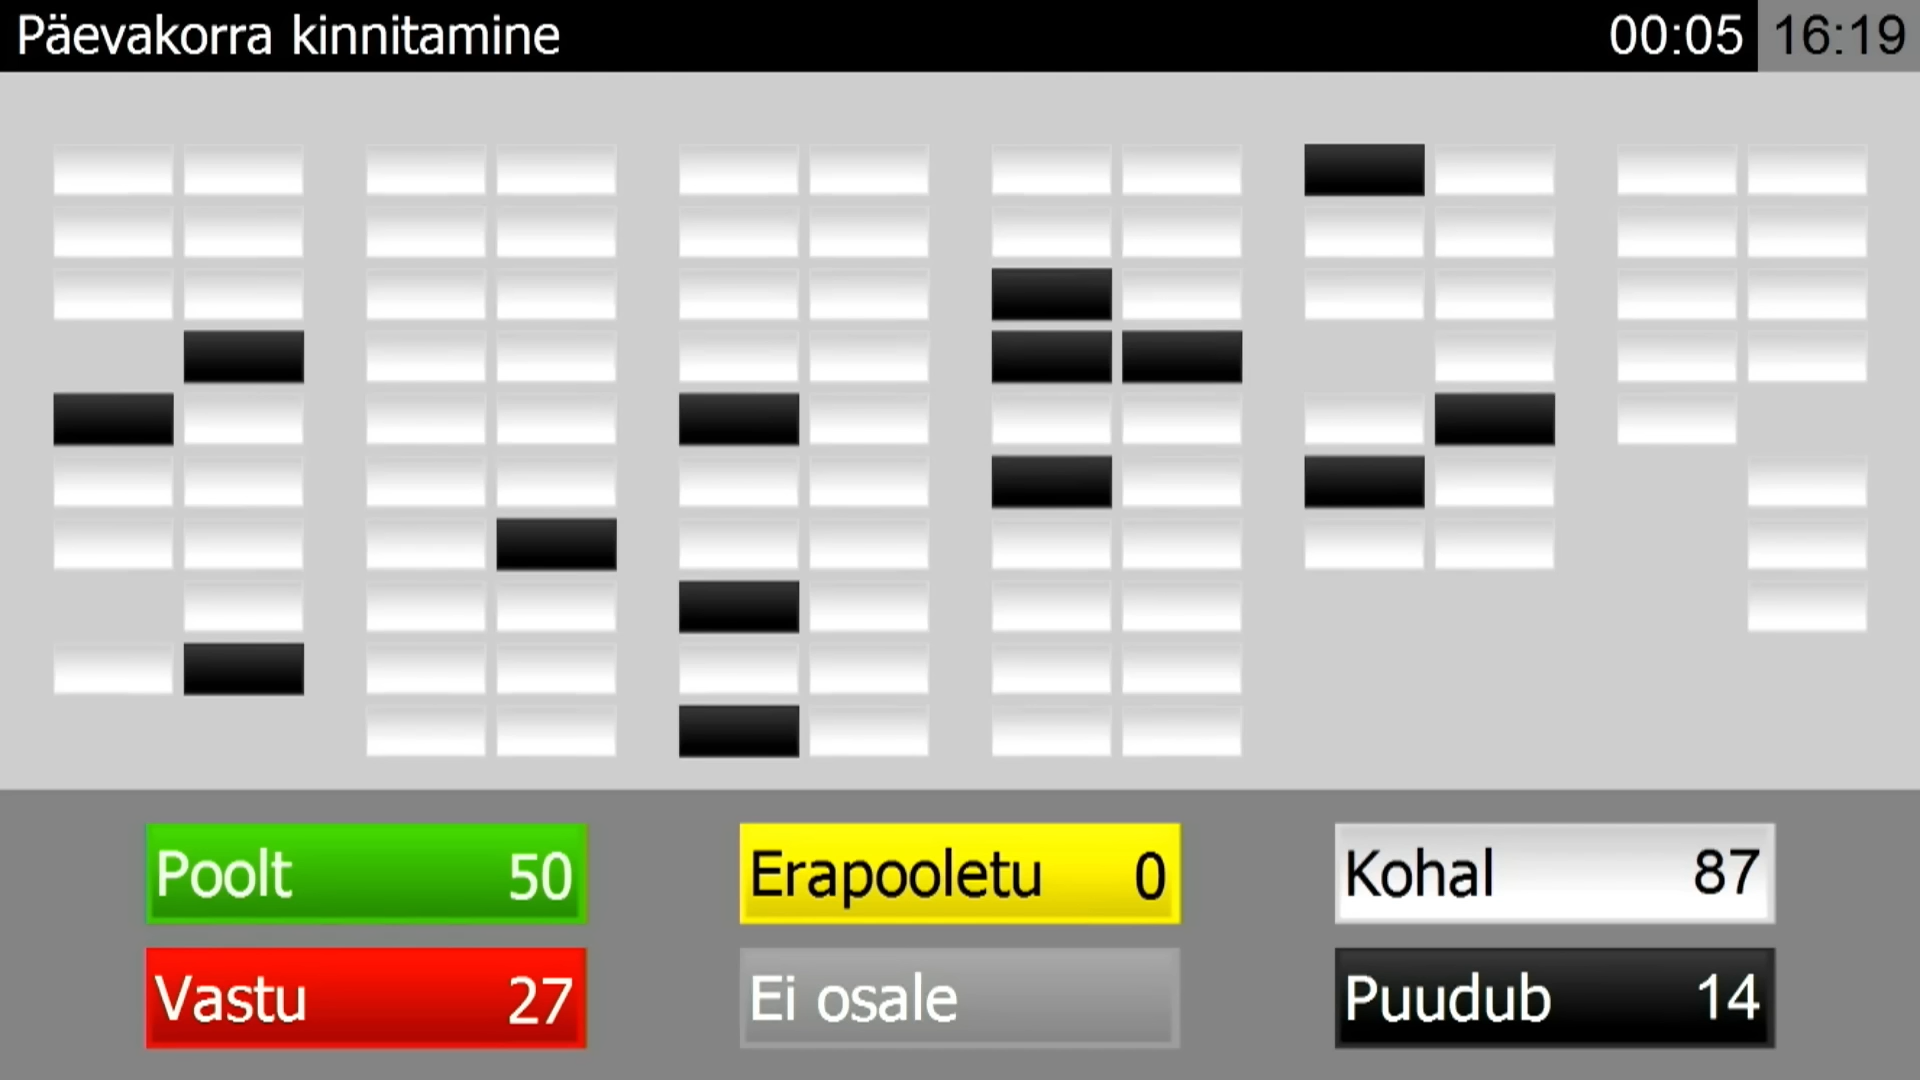 Päevakorra kinnitamine 00:05 16:19
Poolt 50 Erapooletu 0 Kohal 87
Vastu 27 Ei osale Puudub 14